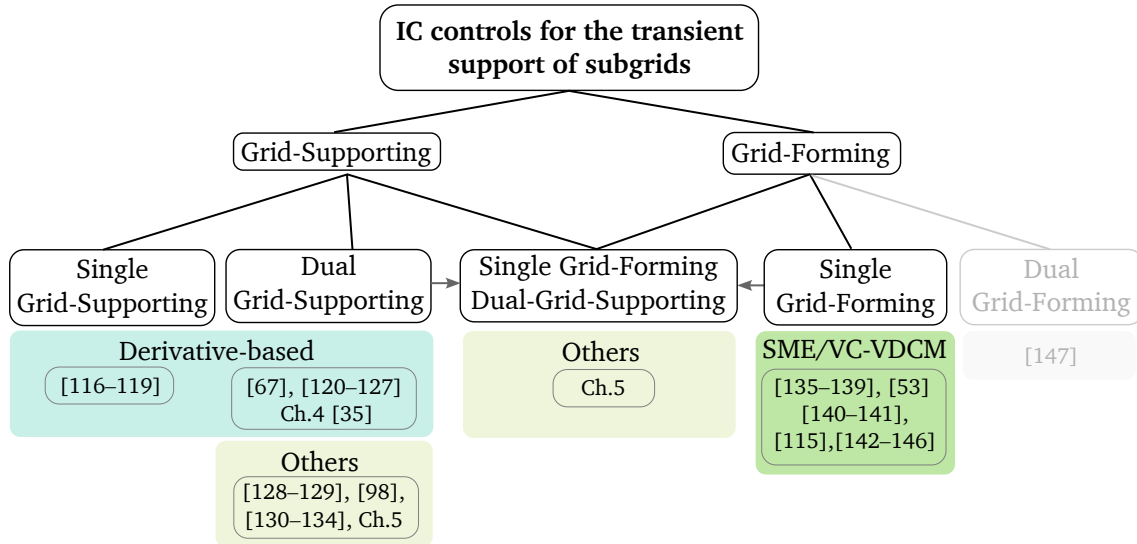 IC controls for the transient
support of subgrids
Grid-Supporting
Grid-Forming
Single
Grid-Supporting
Dual
Grid-Supporting
Single Grid-Forming
Dual-Grid-Supporting
Single
Grid-Forming
Dual
Grid-Forming
Derivative-based
[116–119]
[67], [120–127]
Ch.4 [35]
Others
[128–129], [98],
[130–134], Ch.5
Others
Ch.5
SME/VC-VDCM
[135–139], [53]
[140–141],
[115],[142–146]
[147]